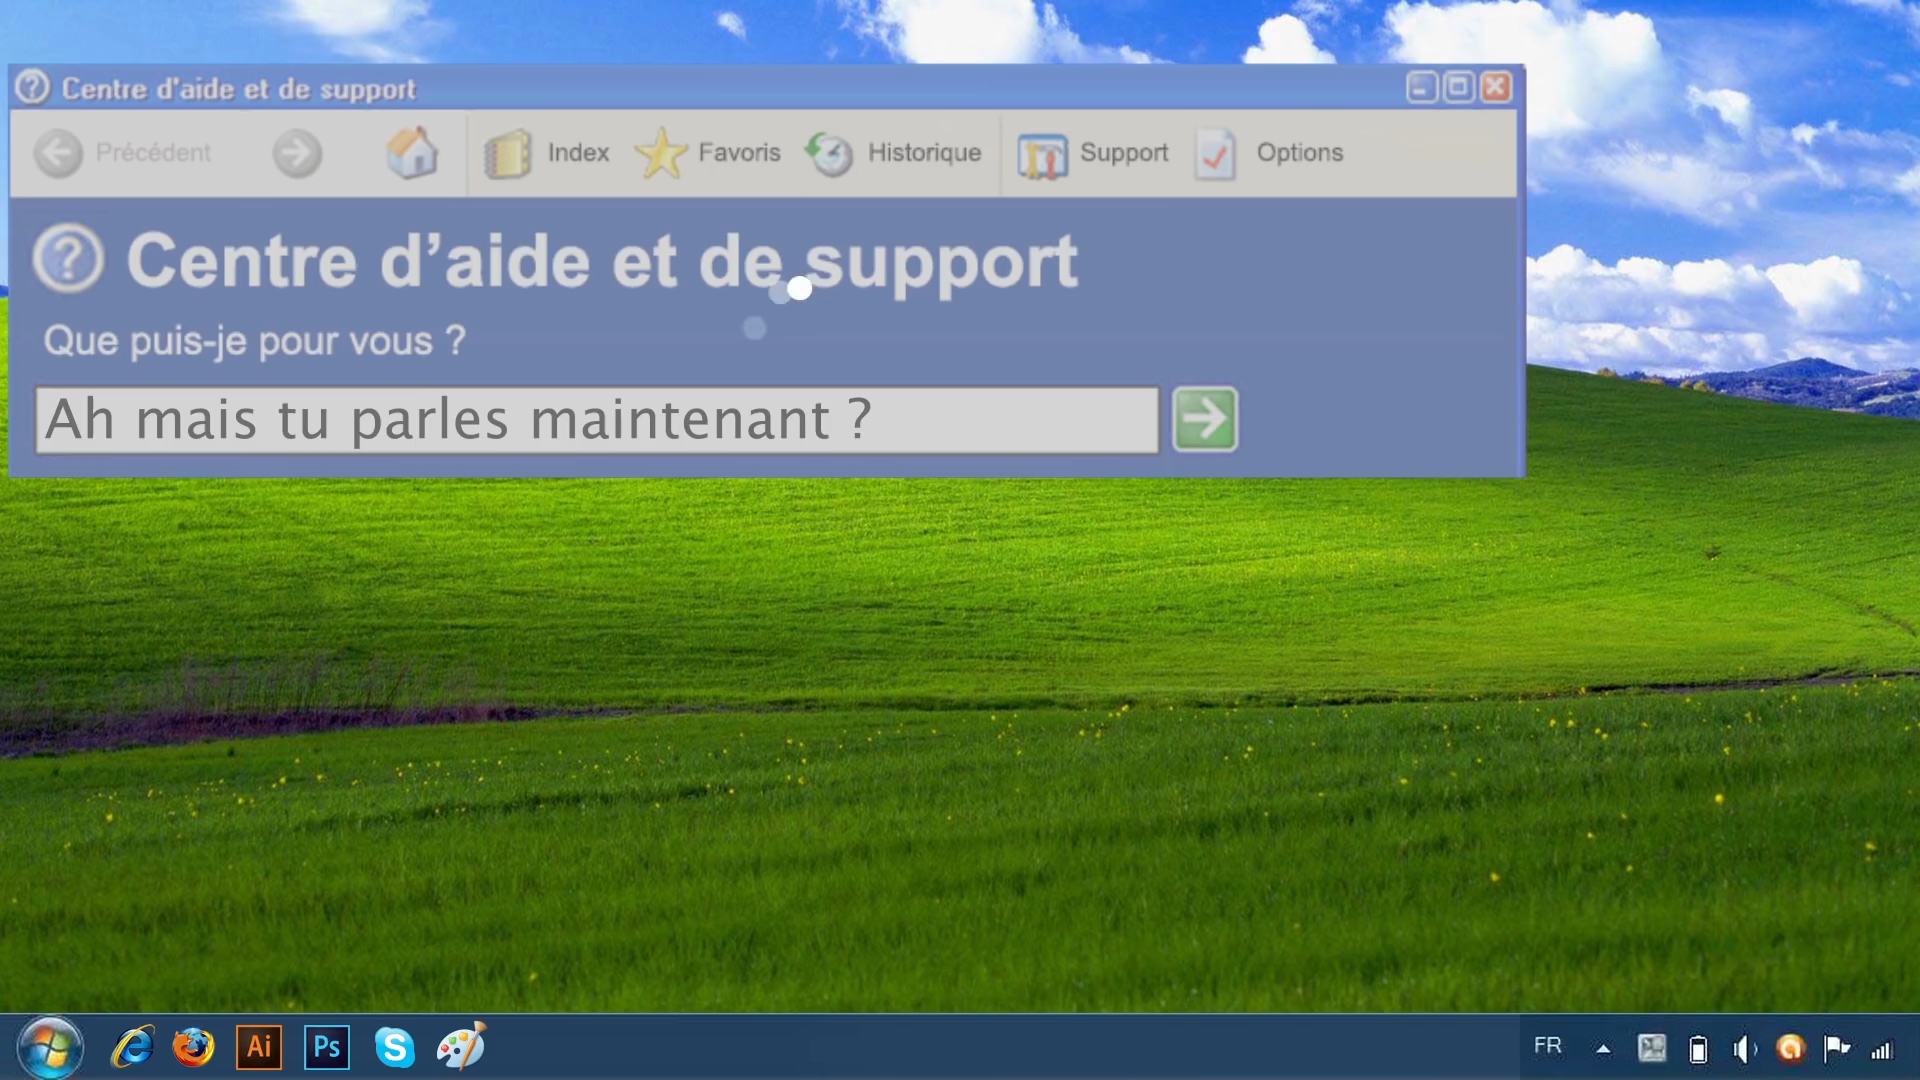 Centre d'aide et de support
Précédent Index Favoris Historique Support Options
Centre d’aide et de support
Que puis-je pour vous ?
Ah mais tu parles maintenant ?
Ai Ps S FR